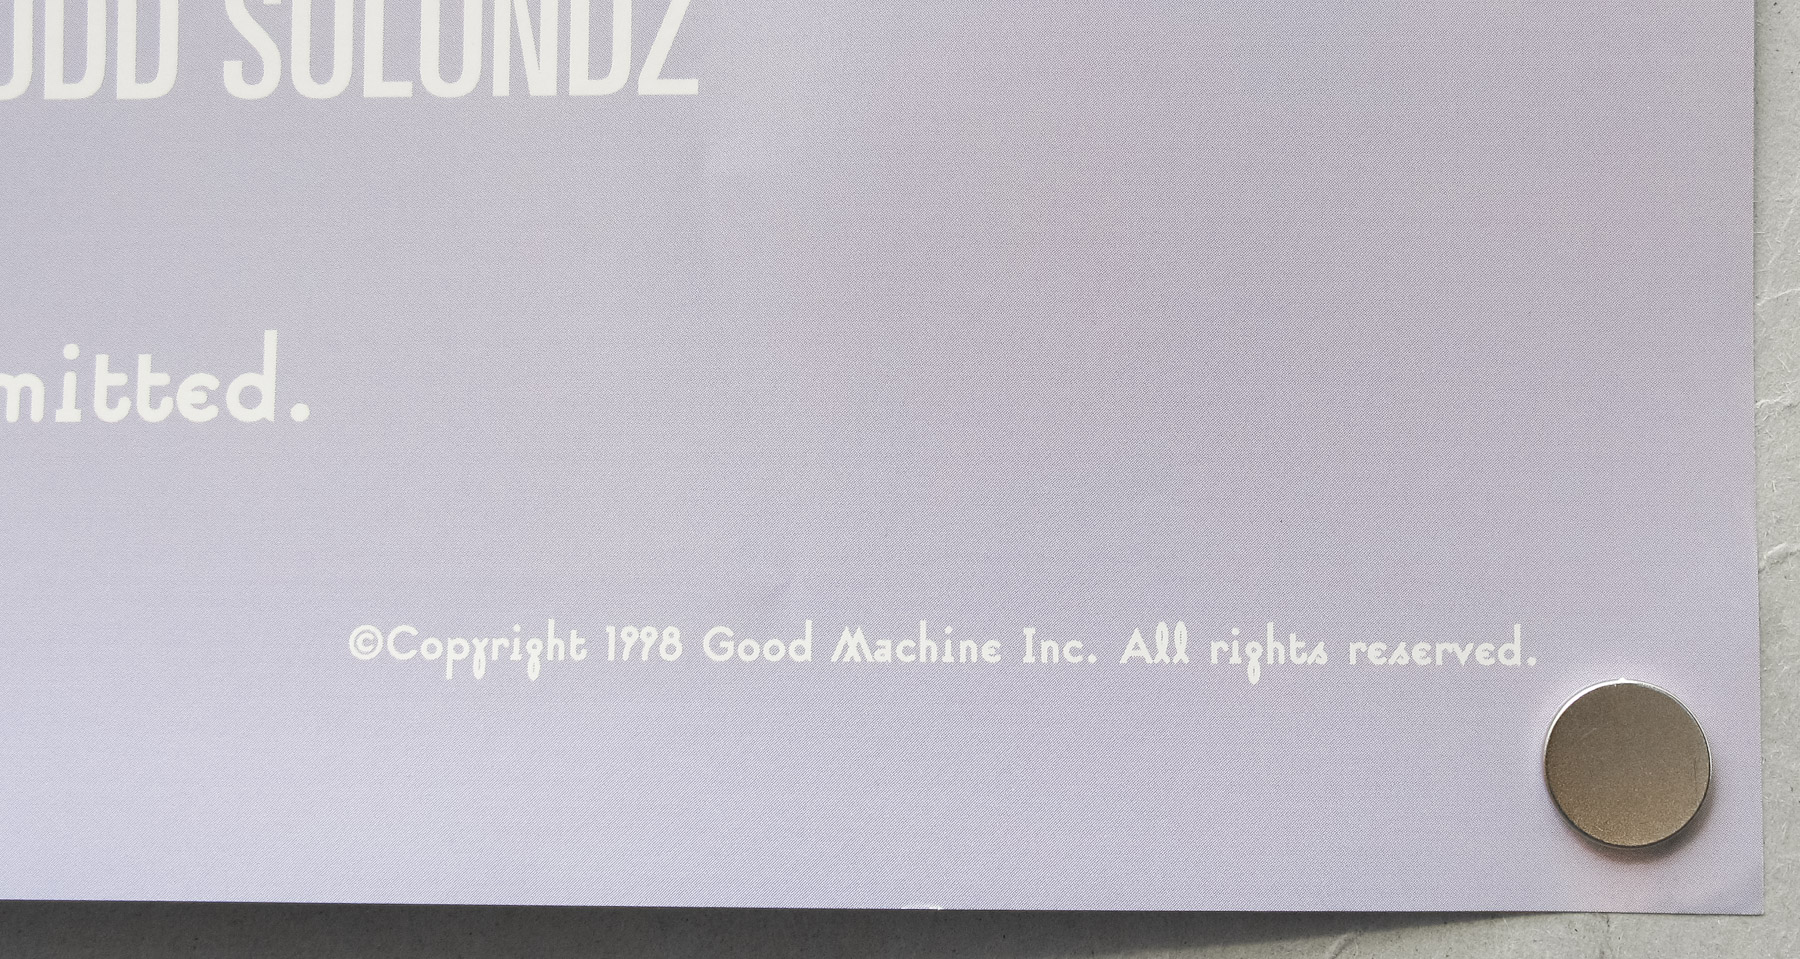 ODD SOLONDZ
mitted.
©Copyright 1998 Good Machine Inc. All rights reserved.